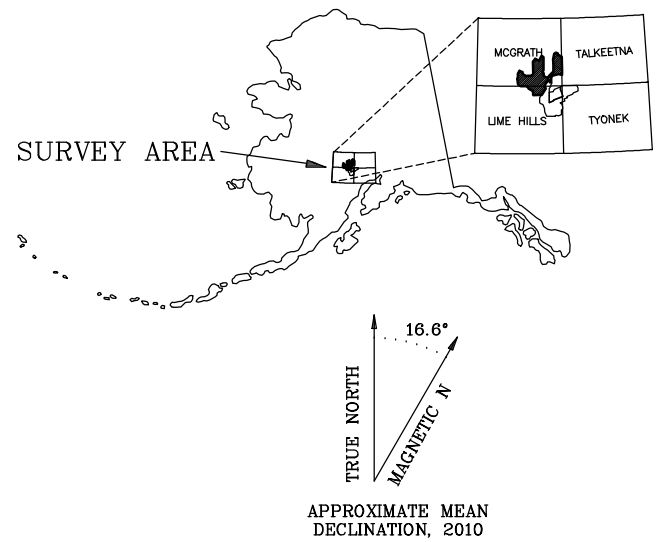 MCGRATH
TALKEETNA
LIME HILLS
TYONEK
SURVEY AREA
16.6°
TRUE NORTH
MAGNETIC N
APPROXIMATE MEAN
DECLINATION, 2010